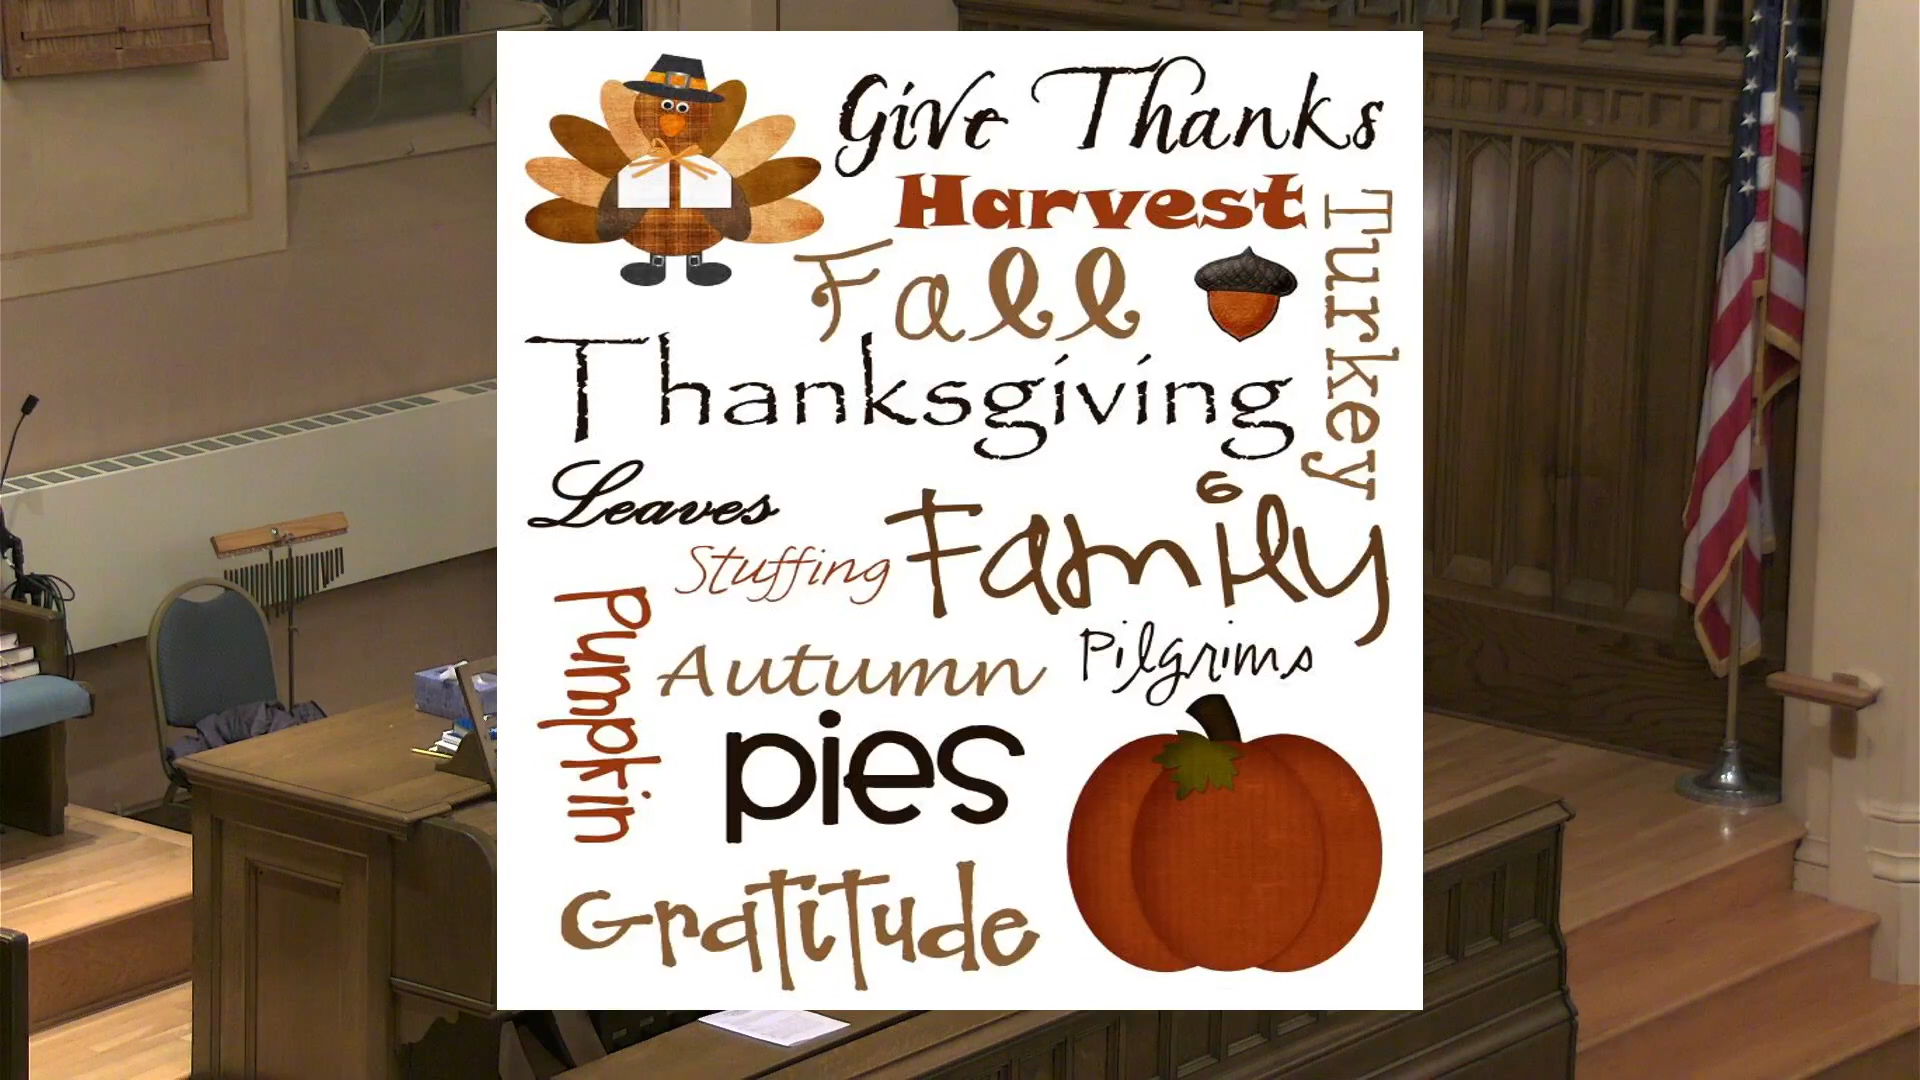 Give Thanks
Harvest
Turkey
Fall
Thanksgiving
Leaves
Family
Stuffing
Pumpkin
Autumn
Pilgrims
pies
Gratitude